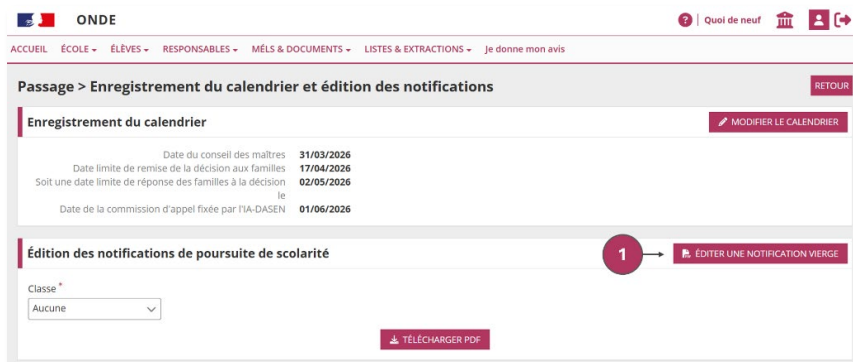 ONDE
? Quoi de neuf
ACCUEIL ÉCOLE ÉLÈVES RESPONSABLES MÉLS & DOCUMENTS LISTES & EXTRACTIONS Je donne mon avis
Passage > Enregistrement du calendrier et édition des notifications
RETOUR
Enregistrement du calendrier
MODIFIER LE CALENDRIER
Date du conseil des maîtres 31/03/2026
Date limite de remise de la décision aux familles 17/04/2026
Soit une date limite de réponse des familles à la décision 02/05/2026
le
Date de la commission d'appel fixée par l'IA-DASEN 01/06/2026
Édition des notifications de poursuite de scolarité
1
ÉDITER UNE NOTIFICATION VIERGE
Classe *
Aucune
TÉLÉCHARGER PDF